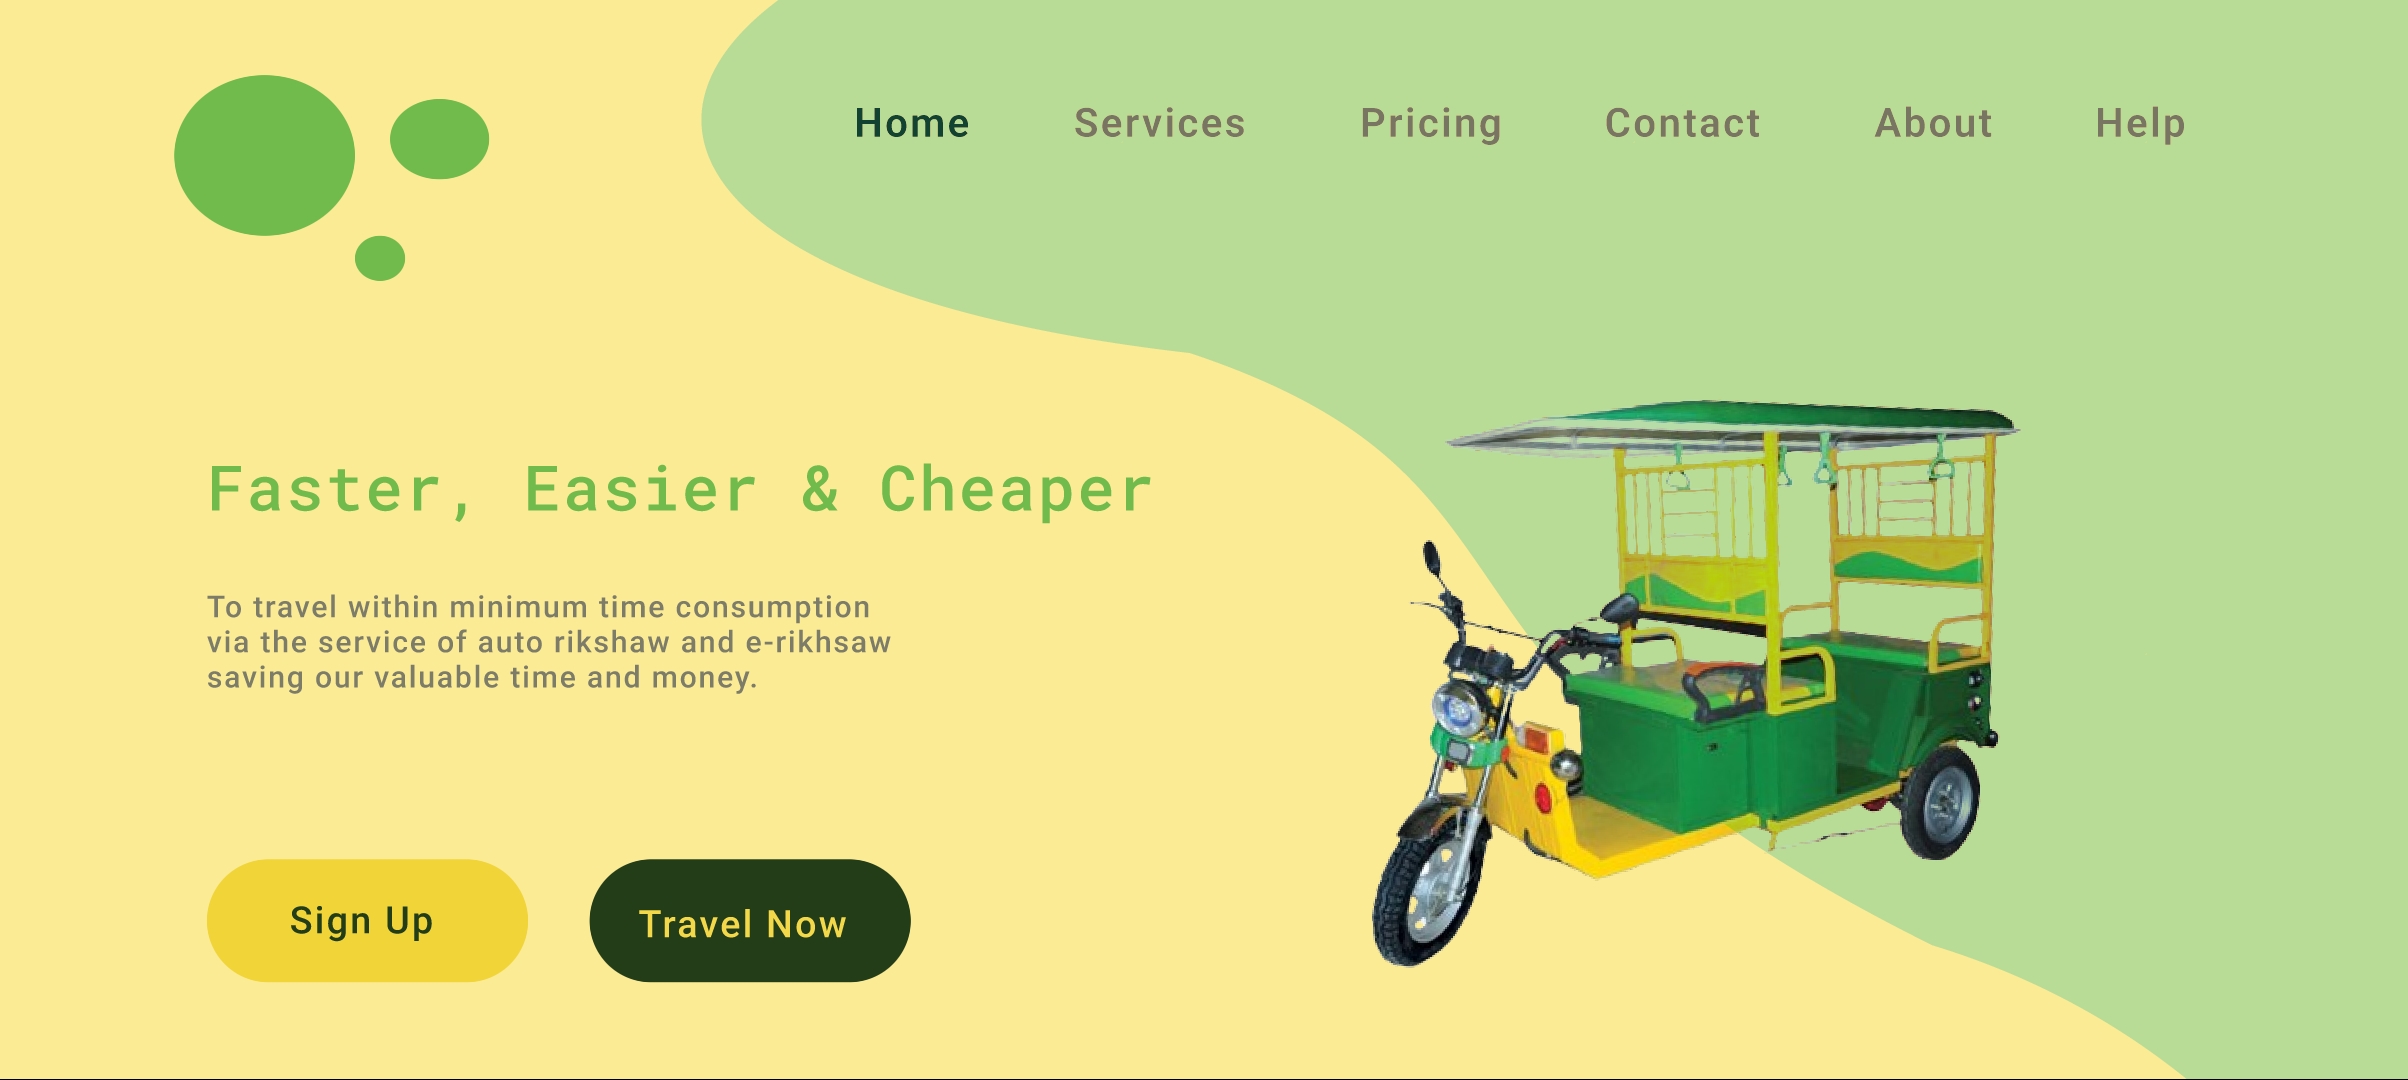 Home Services Pricing Contact About Help
Faster, Easier & Cheaper
To travel within minimum time consumption
via the service of auto rikshaw and e-rikhsaw
saving our valuable time and money.
Sign Up
Travel Now